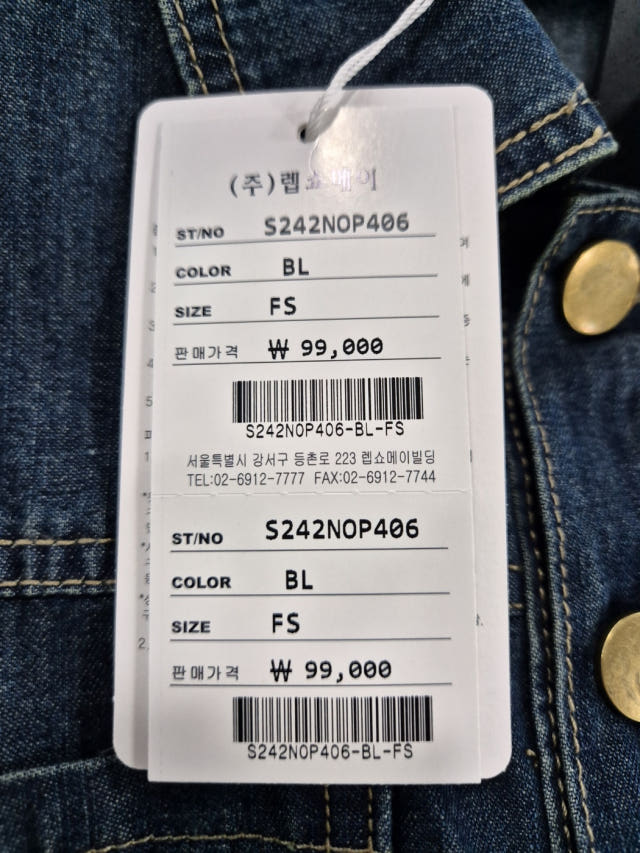 (주)렙쇼메이
ST/NO S242NOP406
COLOR BL
SIZE FS
판매가격 ₩ 99,000
S242NOP406-BL-FS
서울특별시 강서구 등촌로 223 렙쇼메이빌딩
TEL:02-6912-7777 FAX:02-6912-7744
ST/NO S242NOP406
COLOR BL
SIZE FS
판매가격 ₩ 99,000
S242NOP406-BL-FS